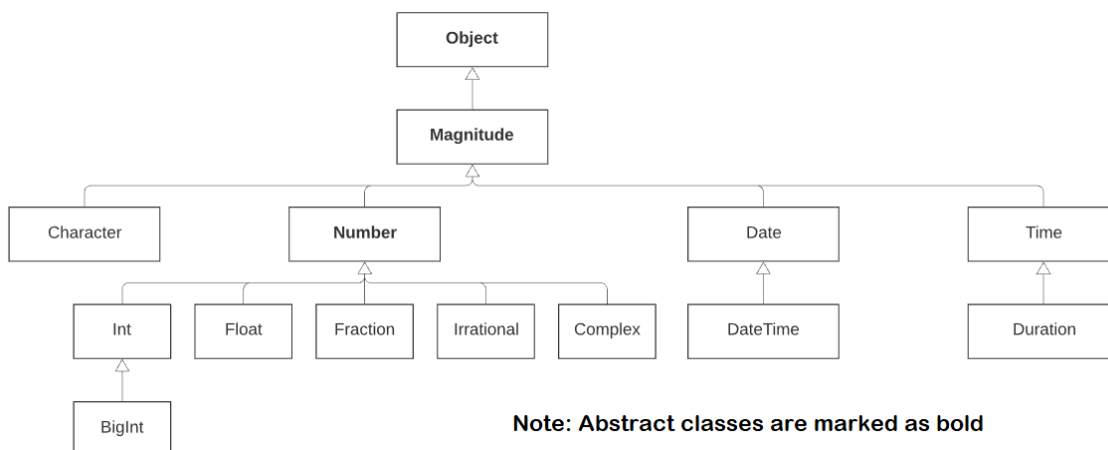 Object
Magnitude
Character
Number
Date
Time
Int
Float
Fraction
Irrational
Complex
DateTime
Duration
BigInt
Note: Abstract classes are marked as bold